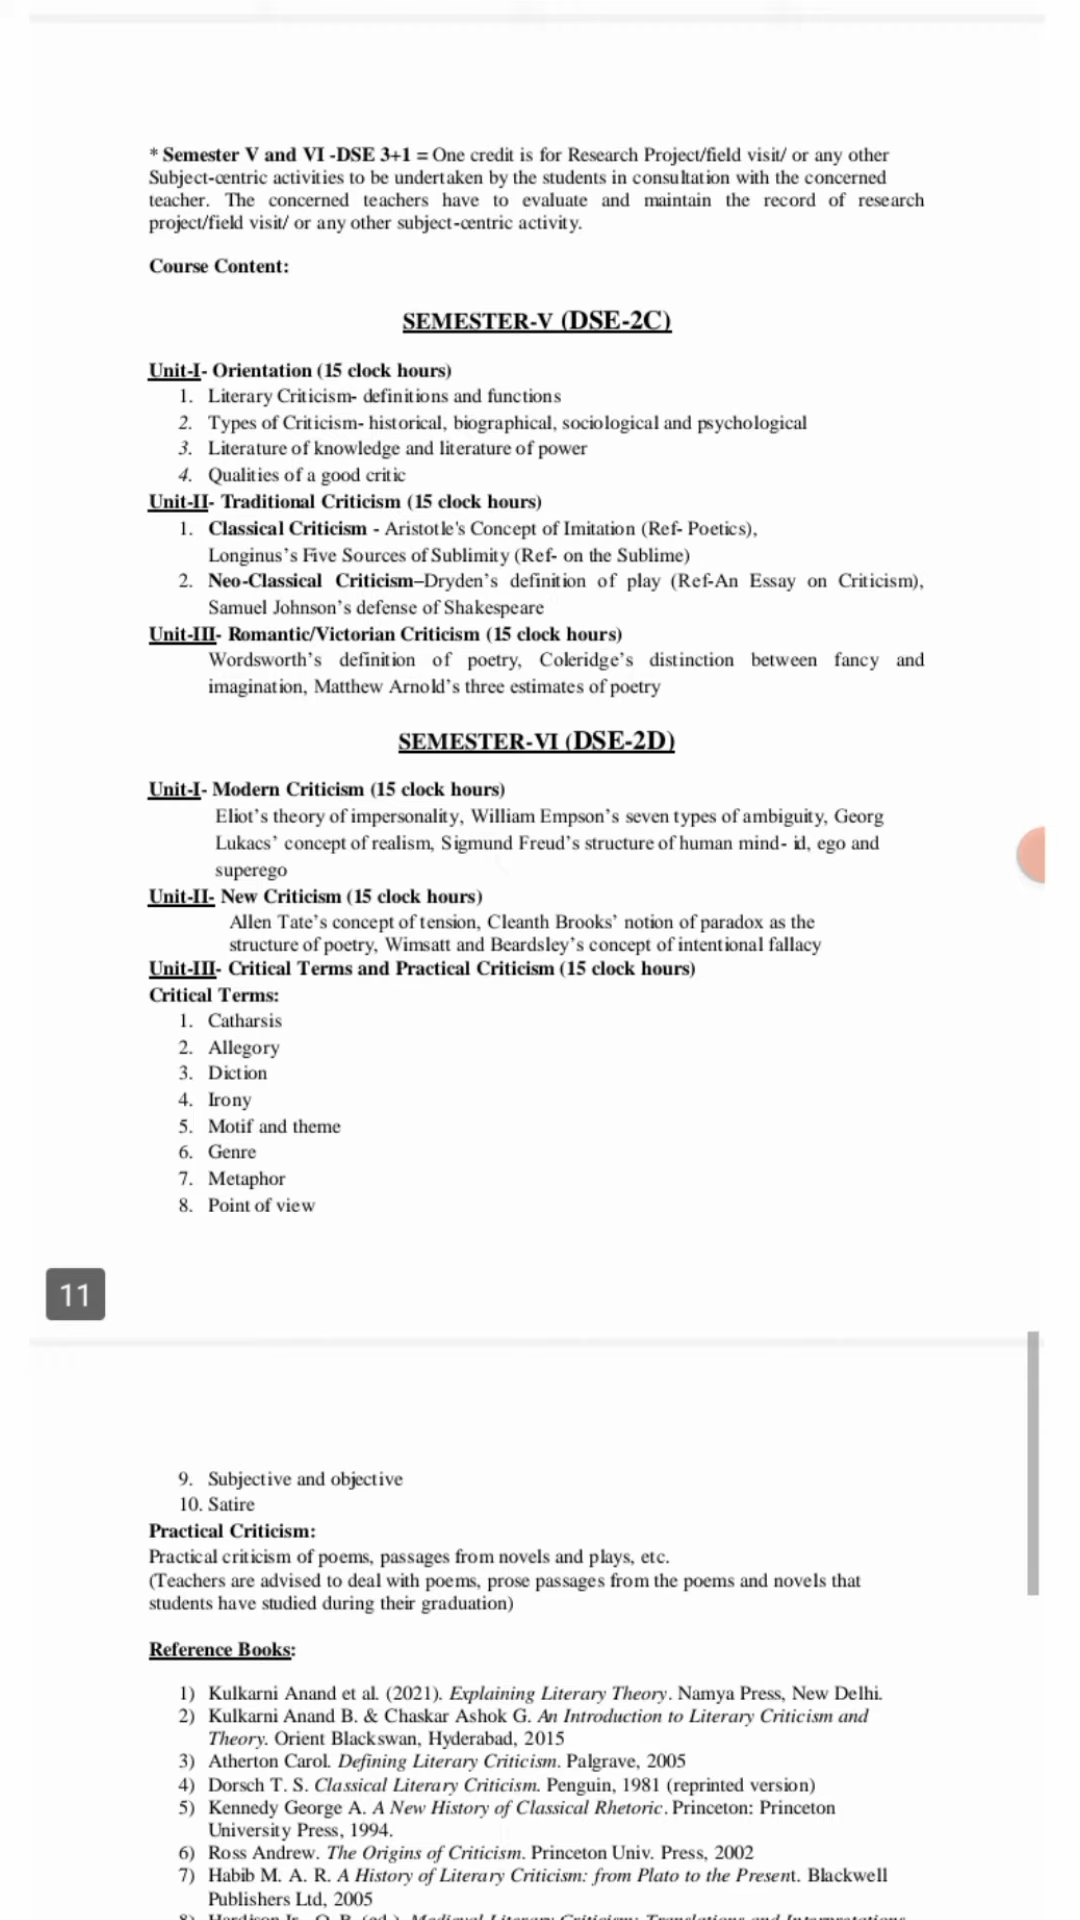 * Semester V and VI -DSE 3+1 = One credit is for Research Project/field visit/ or any other
Subject-centric activities to be undertaken by the students in consultation with the concerned
teacher. The concerned teachers have to evaluate and maintain the record of research
project/field visit/ or any other subject-centric activity.
Course Content:
SEMESTER-V (DSE-2C)
Unit-I- Orientation (15 clock hours)
1. Literary Criticism- definitions and functions
2. Types of Criticism- historical, biographical, sociological and psychological
3. Literature of knowledge and literature of power
4. Qualities of a good critic
Unit-II- Traditional Criticism (15 clock hours)
1. Classical Criticism - Aristotle's Concept of Imitation (Ref- Poetics),
Longinus’s Five Sources of Sublimity (Ref- on the Sublime)
2. Neo-Classical Criticism–Dryden’s definition of play (Ref-An Essay on Criticism),
Samuel Johnson’s defense of Shakespeare
Unit-III- Romantic/Victorian Criticism (15 clock hours)
Wordsworth’s definition of poetry, Coleridge’s distinction between fancy and
imagination, Matthew Arnold’s three estimates of poetry
SEMESTER-VI (DSE-2D)
Unit-I- Modern Criticism (15 clock hours)
Eliot’s theory of impersonality, William Empson’s seven types of ambiguity, Georg
Lukacs’ concept of realism, Sigmund Freud’s structure of human mind- id, ego and
superego
Unit-II- New Criticism (15 clock hours)
Allen Tate’s concept of tension, Cleanth Brooks’ notion of paradox as the
structure of poetry, Wimsatt and Beardsley’s concept of intentional fallacy
Unit-III- Critical Terms and Practical Criticism (15 clock hours)
Critical Terms:
1. Catharsis
2. Allegory
3. Diction
4. Irony
5. Motif and theme
6. Genre
7. Metaphor
8. Point of view
11
9. Subjective and objective
10. Satire
Practical Criticism:
Practical criticism of poems, passages from novels and plays, etc.
(Teachers are advised to deal with poems, prose passages from the poems and novels that
students have studied during their graduation)
Reference Books:
1) Kulkarni Anand et al. (2021). Explaining Literary Theory. Namya Press, New Delhi.
2) Kulkarni Anand B. & Chaskar Ashok G. An Introduction to Literary Criticism and
Theory. Orient Blackswan, Hyderabad, 2015
3) Atherton Carol. Defining Literary Criticism. Palgrave, 2005
4) Dorsch T. S. Classical Literary Criticism. Penguin, 1981 (reprinted version)
5) Kennedy George A. A New History of Classical Rhetoric. Princeton: Princeton
University Press, 1994.
6) Ross Andrew. The Origins of Criticism. Princeton Univ. Press, 2002
7) Habib M. A. R. A History of Literary Criticism: from Plato to the Present. Blackwell
Publishers Ltd, 2005
8) Hardison Jr., O. B. (ed.). Medieval Literary Criticism: Translations and Interpretations